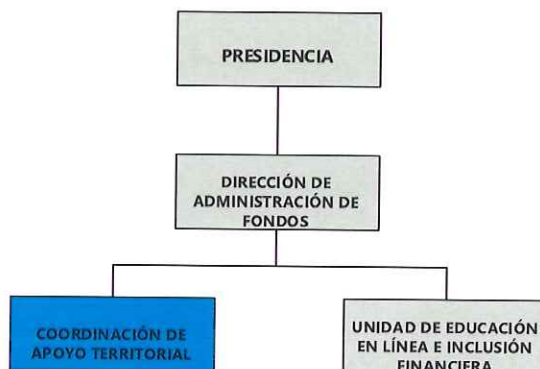 PRESIDENCIA
DIRECCIÓN DE
ADMINISTRACIÓN DE
FONDOS
COORDINACIÓN DE
APOYO TERRITORIAL
UNIDAD DE EDUCACIÓN
EN LÍNEA E INCLUSIÓN
FINANCIERA